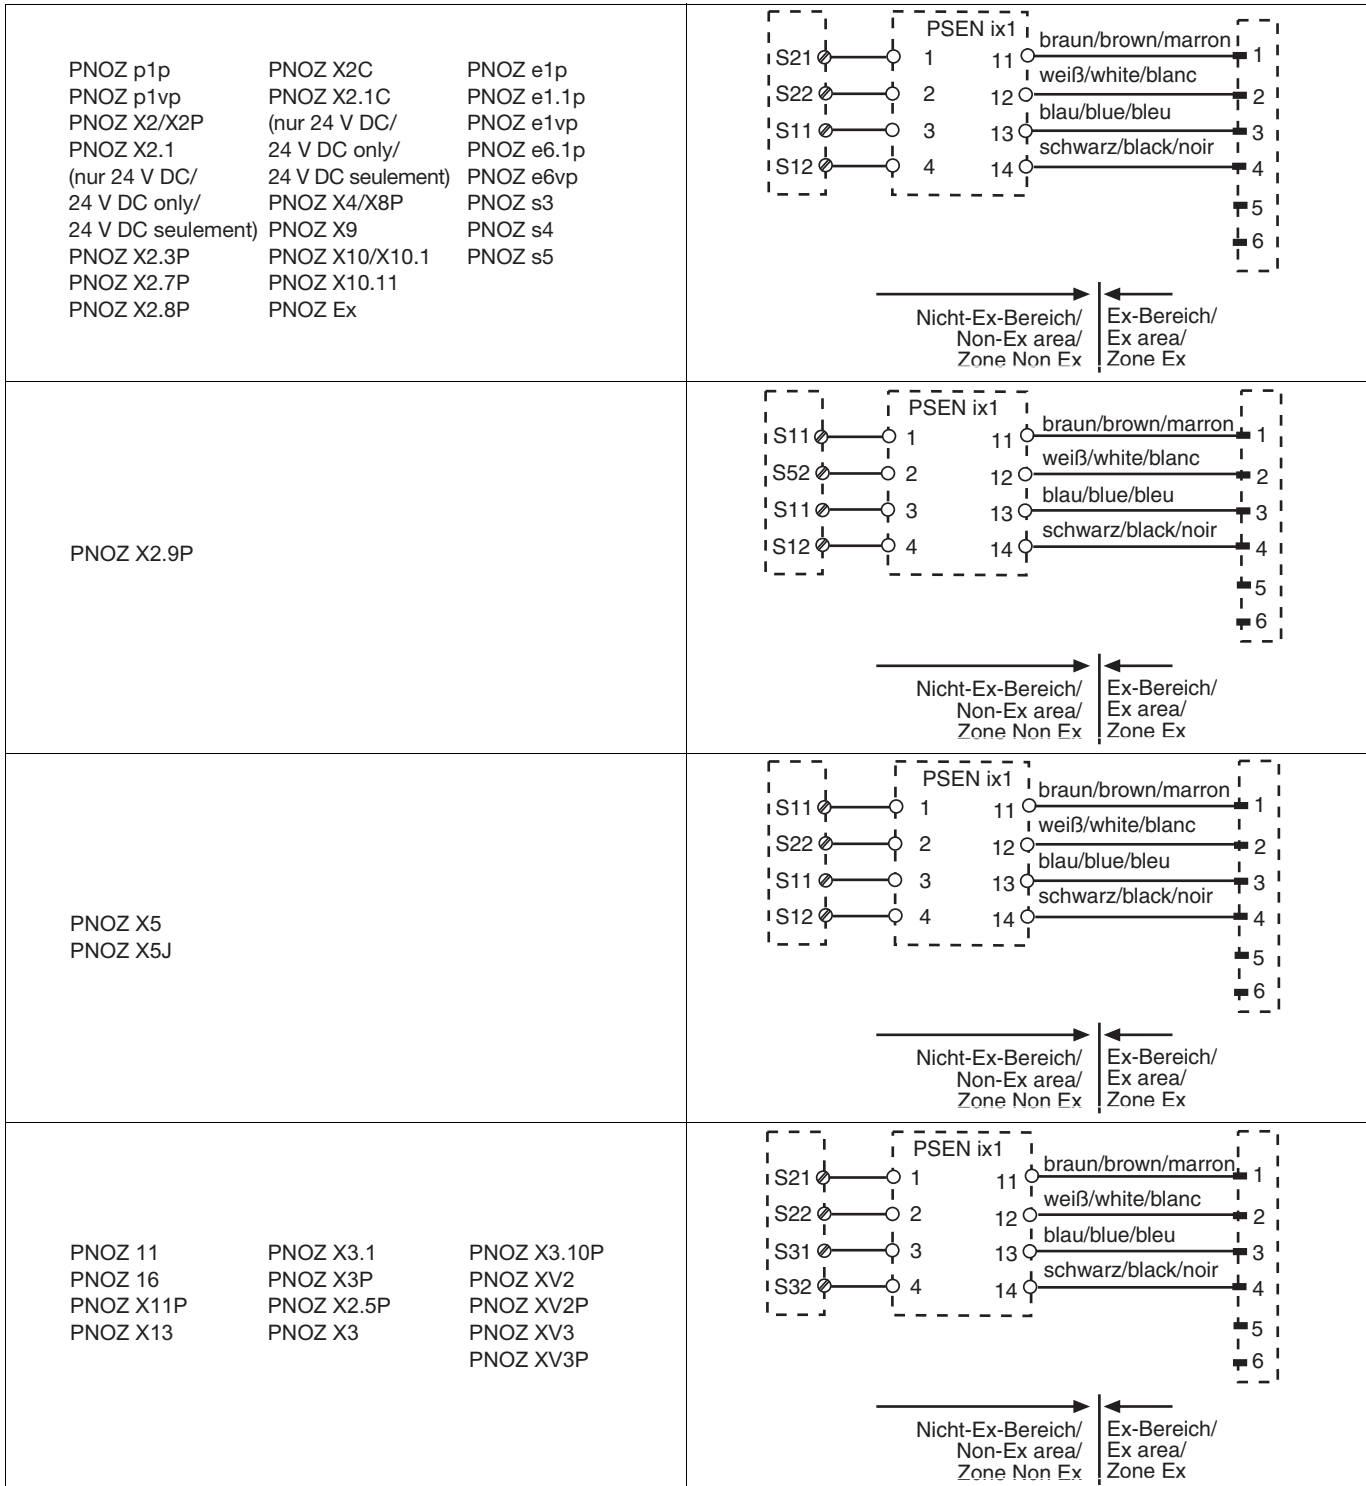 PNOZ p1p
PNOZ p1vp
PNOZ X2/X2P
PNOZ X2.1
(nur 24 V DC/
24 V DC only/
24 V DC seulement)
PNOZ X2.3P
PNOZ X2.7P
PNOZ X2.8P
PNOZ X2C
PNOZ X2.1C
(nur 24 V DC/
24 V DC only/
24 V DC seulement)
PNOZ X4/X8P
PNOZ X9
PNOZ X10/X10.1
PNOZ X10.11
PNOZ Ex
PNOZ e1p
PNOZ e1.1p
PNOZ e1vp
PNOZ e6.1p
PNOZ e6vp
PNOZ s3
PNOZ s4
PNOZ s5
PSEN ix1
S21 1 11 braun/brown/marron 1
S22 2 12 weiß/white/blanc 2
S11 3 13 blau/blue/bleu 3
S12 4 14 schwarz/black/noir 4
5
6
Nicht-Ex-Bereich/
Non-Ex area/
Zone Non Ex
Ex-Bereich/
Ex area/
Zone Ex
PNOZ X2.9P
PSEN ix1
S11 1 11 braun/brown/marron 1
S52 2 12 weiß/white/blanc 2
S11 3 13 blau/blue/bleu 3
S12 4 14 schwarz/black/noir 4
5
6
Nicht-Ex-Bereich/
Non-Ex area/
Zone Non Ex
Ex-Bereich/
Ex area/
Zone Ex
PNOZ X5
PNOZ X5J
PSEN ix1
S11 1 11 braun/brown/marron 1
S22 2 12 weiß/white/blanc 2
S11 3 13 blau/blue/bleu 3
S12 4 14 schwarz/black/noir 4
5
6
Nicht-Ex-Bereich/
Non-Ex area/
Zone Non Ex
Ex-Bereich/
Ex area/
Zone Ex
PNOZ 11
PNOZ 16
PNOZ X11P
PNOZ X13
PNOZ X3.1
PNOZ X3P
PNOZ X2.5P
PNOZ X3
PNOZ X3.10P
PNOZ XV2
PNOZ XV2P
PNOZ XV3
PNOZ XV3P
PSEN ix1
S21 1 11 braun/brown/marron 1
S22 2 12 weiß/white/blanc 2
S31 3 13 blau/blue/bleu 3
S32 4 14 schwarz/black/noir 4
5
6
Nicht-Ex-Bereich/
Non-Ex area/
Zone Non Ex
Ex-Bereich/
Ex area/
Zone Ex